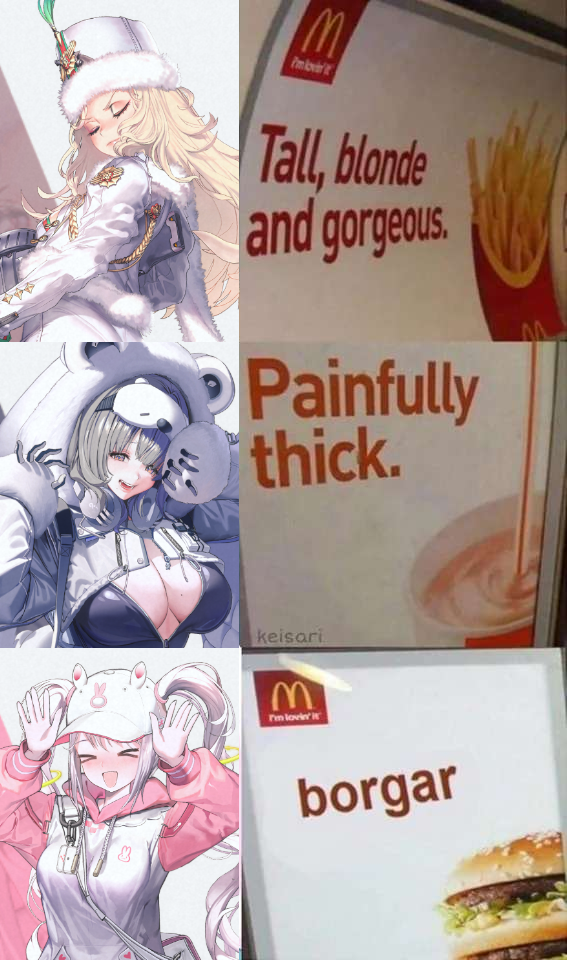 i'm lovin' it
Tall, blonde
and gorgeous.
Painfully
thick.
keisari
i'm lovin' it
borgar